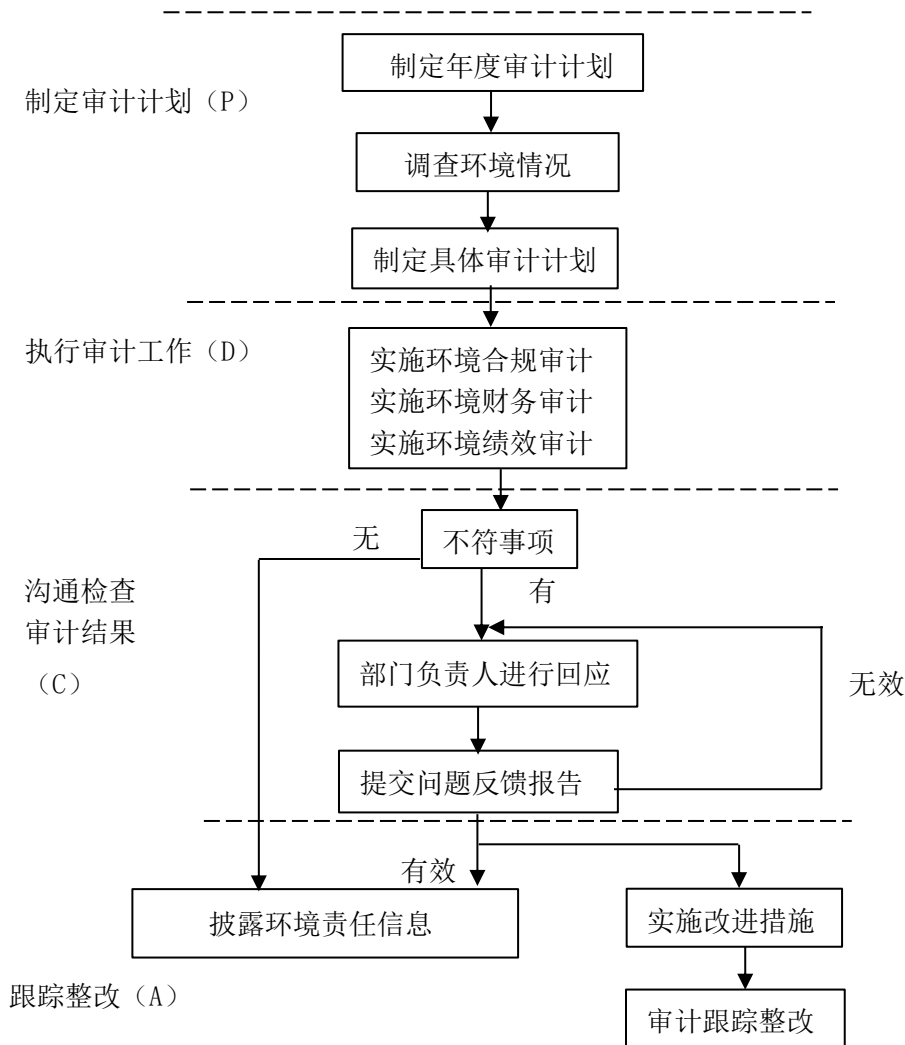 制定年度审计计划
制定审计计划（P）
调查环境情况
制定具体审计计划
执行审计工作（D）
实施环境合规审计
实施环境财务审计
实施环境绩效审计
无
不符事项
有
沟通检查
审计结果
（C）
部门负责人进行回应
无效
提交问题反馈报告
有效
披露环境责任信息
实施改进措施
跟踪整改（A）
审计跟踪整改